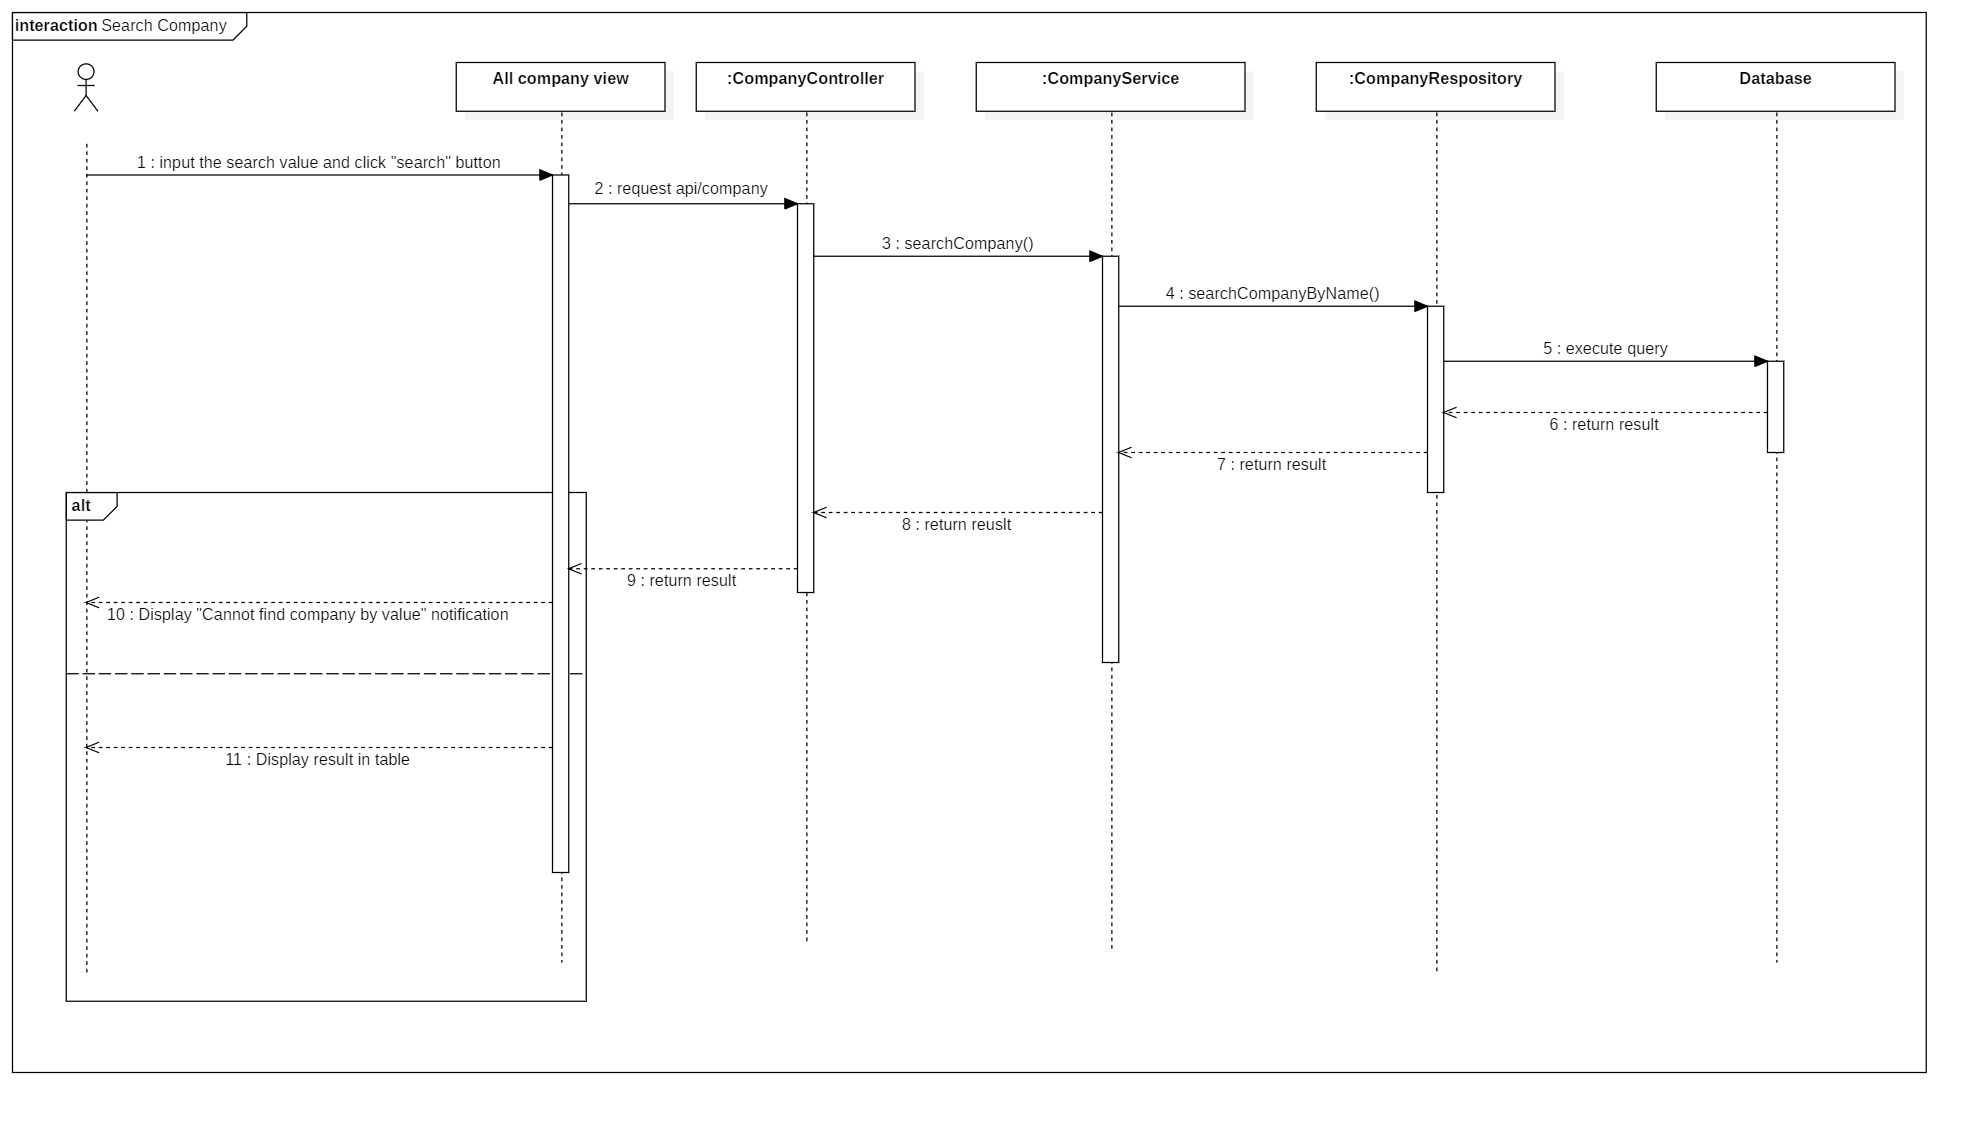 interaction Search Company
All company view
:CompanyController
:CompanyService
:CompanyRespository
Database
1 : input the search value and click "search" button
2 : request api/company
3 : searchCompany()
4 : searchCompanyByName()
5 : execute query
6 : return result
7 : return result
alt
8 : return reuslt
9 : return result
10 : Display "Cannot find company by value" notification
11 : Display result in table